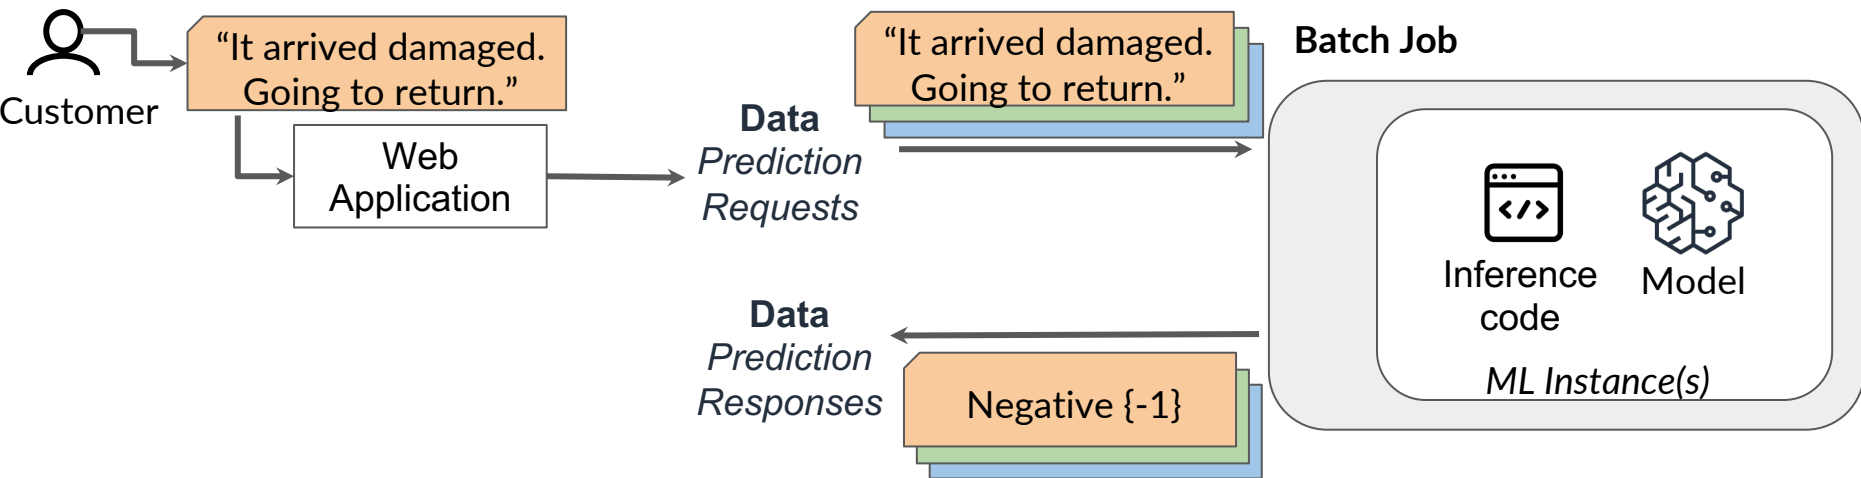 Customer
“It arrived damaged.
Going to return.”
Web
Application
Data
Prediction
Requests
“It arrived damaged.
Going to return.”
Batch Job
Inference
code
Model
ML Instance(s)
Data
Prediction
Responses
Negative {-1}